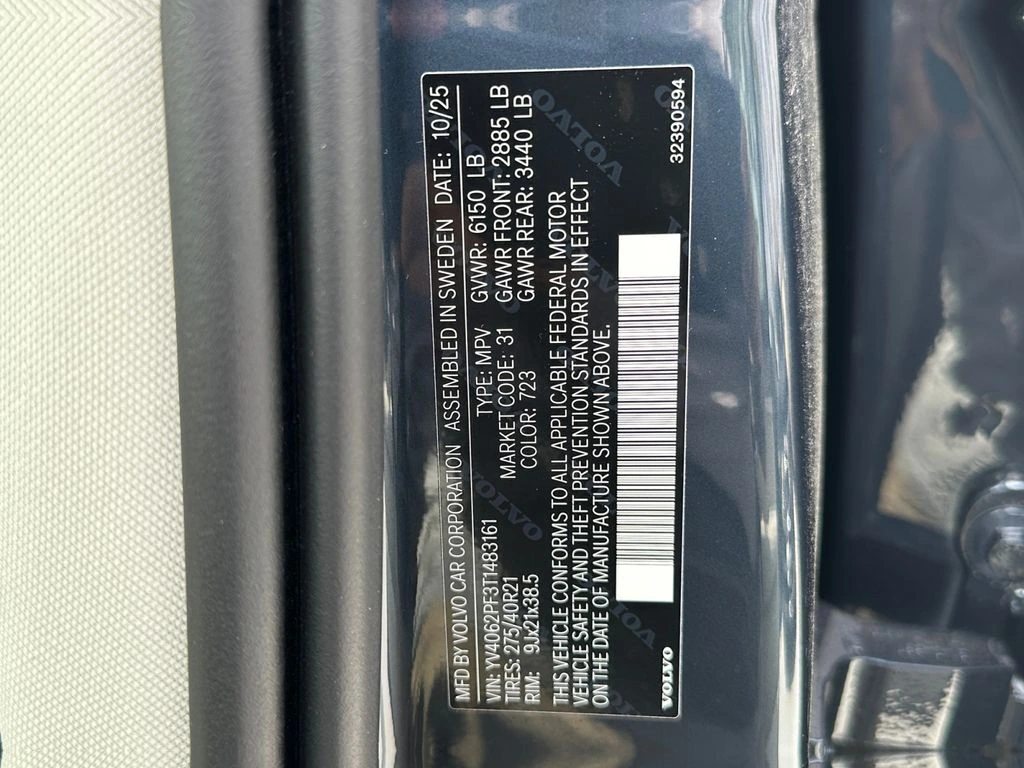 MFD BY VOLVO CAR CORPORATION ASSEMBLED IN SWEDEN DATE: 10/25
VIN: YV4062PF3T1483161 TYPE: MPV GVWR: 6150 LB
TIRES: 275/40R21 MARKET CODE: 31 GAWR FRONT: 2885 LB
RIM: 9Jx21x38.5 COLOR: 723 GAWR REAR: 3440 LB
THIS VEHICLE CONFORMS TO ALL APPLICABLE FEDERAL MOTOR
VEHICLE SAFETY AND THEFT PREVENTION STANDARDS IN EFFECT
ON THE DATE OF MANUFACTURE SHOWN ABOVE.
VOLVO 32390594